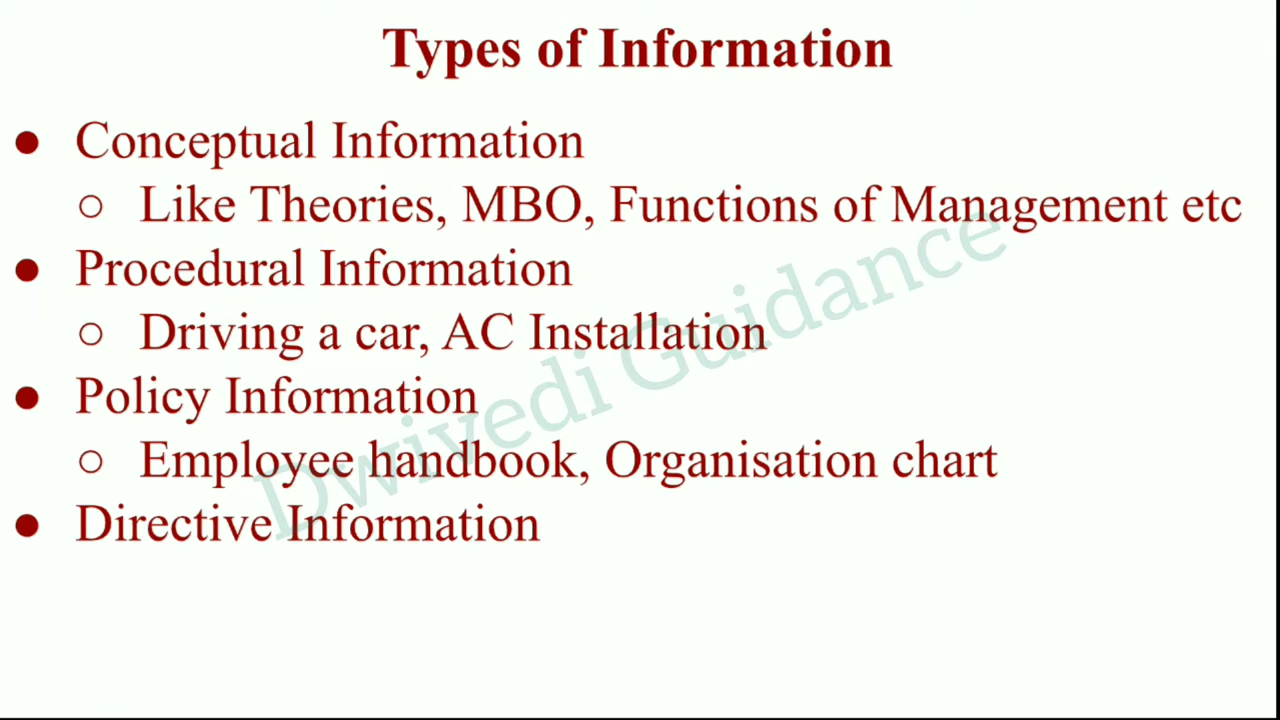 Types of Information
● Conceptual Information
○ Like Theories, MBO, Functions of Management etc
● Procedural Information
○ Driving a car, AC Installation
● Policy Information
○ Employee handbook, Organisation chart
● Directive Information
Dwivedi Guidance